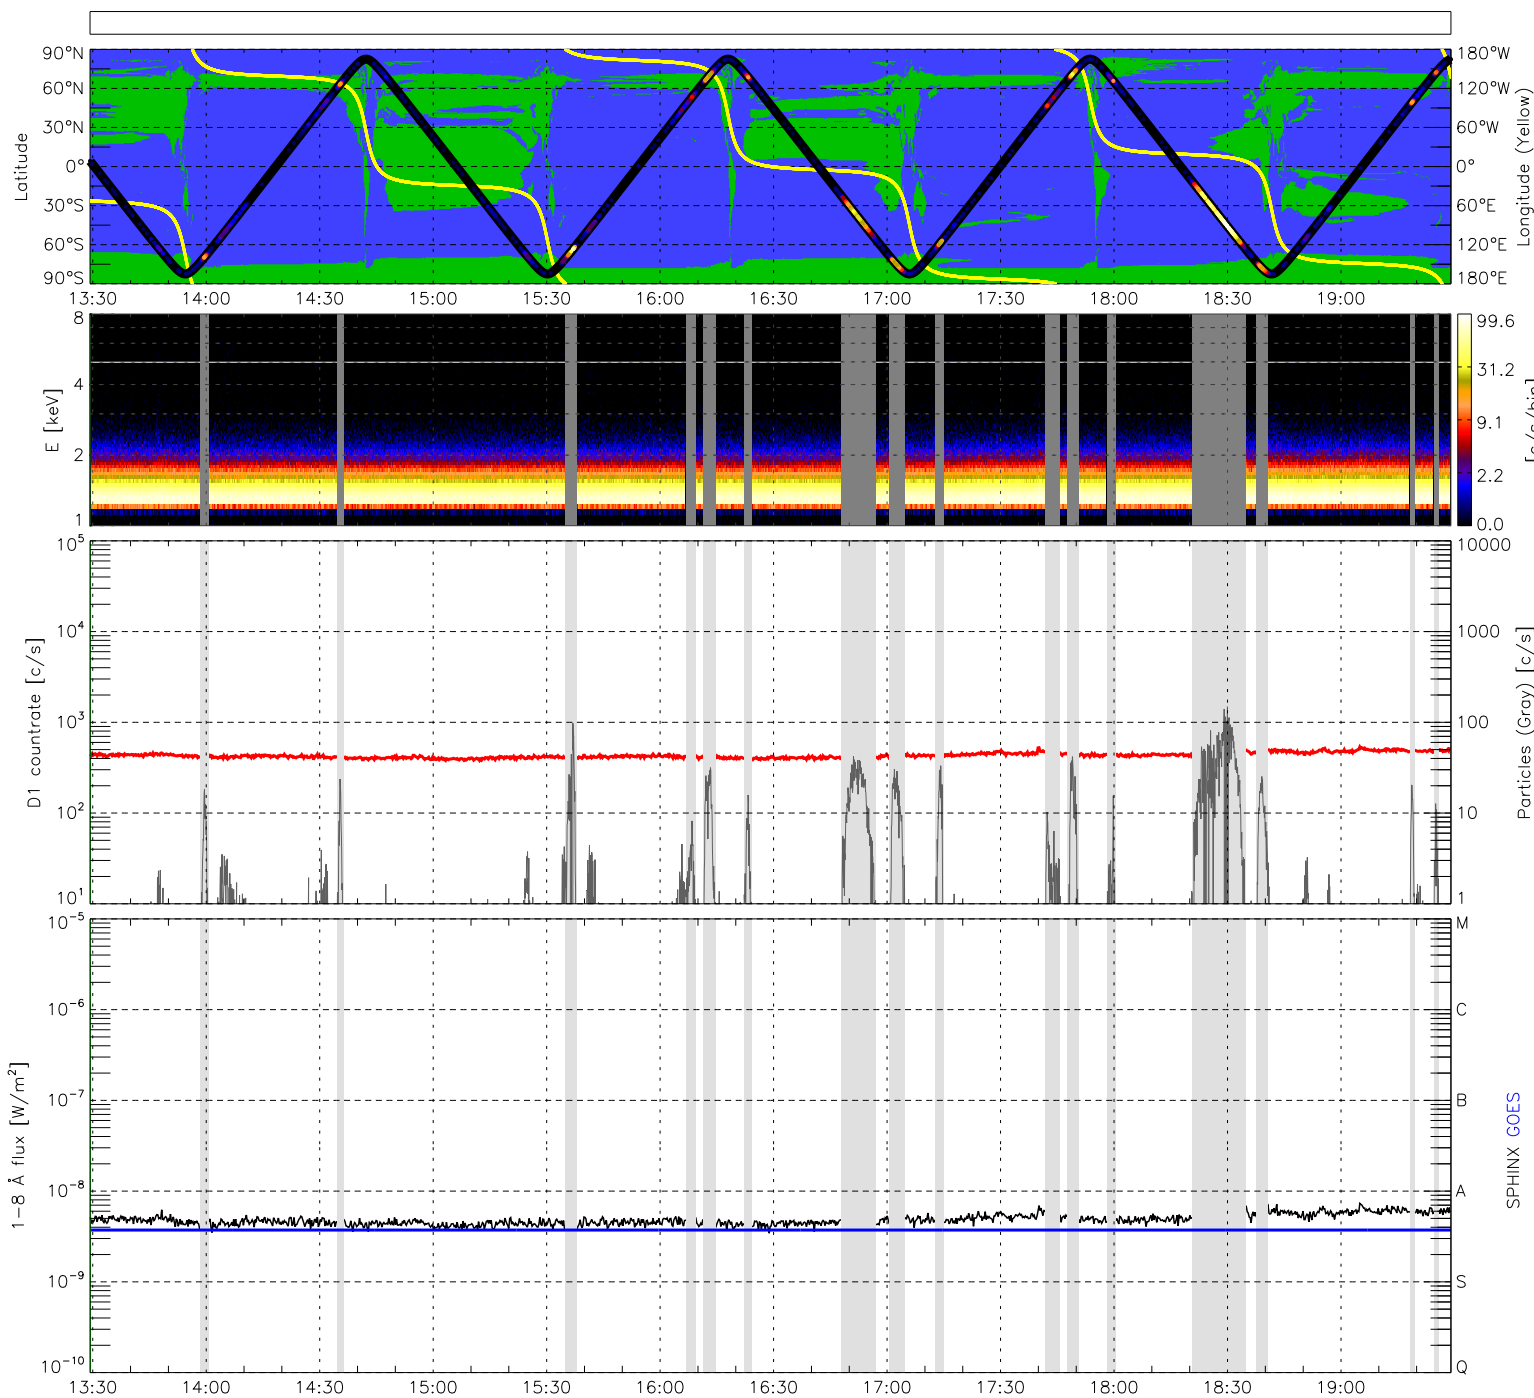 90°N
60°N
30°N
0°
30°S
60°S
90°S
Latitude
180°W
120°W
60°W
0°
60°E
120°E
180°E
Longitude (Yellow)
13:30 14:00 14:30 15:00 15:30 16:00 16:30 17:00 17:30 18:00 18:30 19:00
8
4
2
1
E [keV]
99.6
31.2
9.1
2.2
0.0
10⁵
10⁴
10³
10²
10¹
D1 countrate [c/s]
10000
1000
100
10
1
Particles (Gray) [c/s]
10⁻⁵
10⁻⁶
10⁻⁷
10⁻⁸
10⁻⁹
10⁻¹⁰
1-8 Å flux [W/m²]
M
C
B
A
S
Q
SPHINX GOES
13:30 14:00 14:30 15:00 15:30 16:00 16:30 17:00 17:30 18:00 18:30 19:00